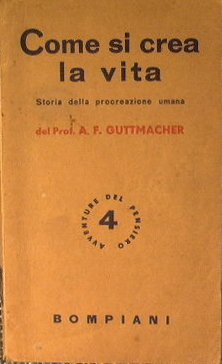 Come si crea
la vita
Storia della procreazione umana
del Prof. A. F. GUTTMACHER
AVVENTURE DEL PENSIERO
4
BOMPIANI